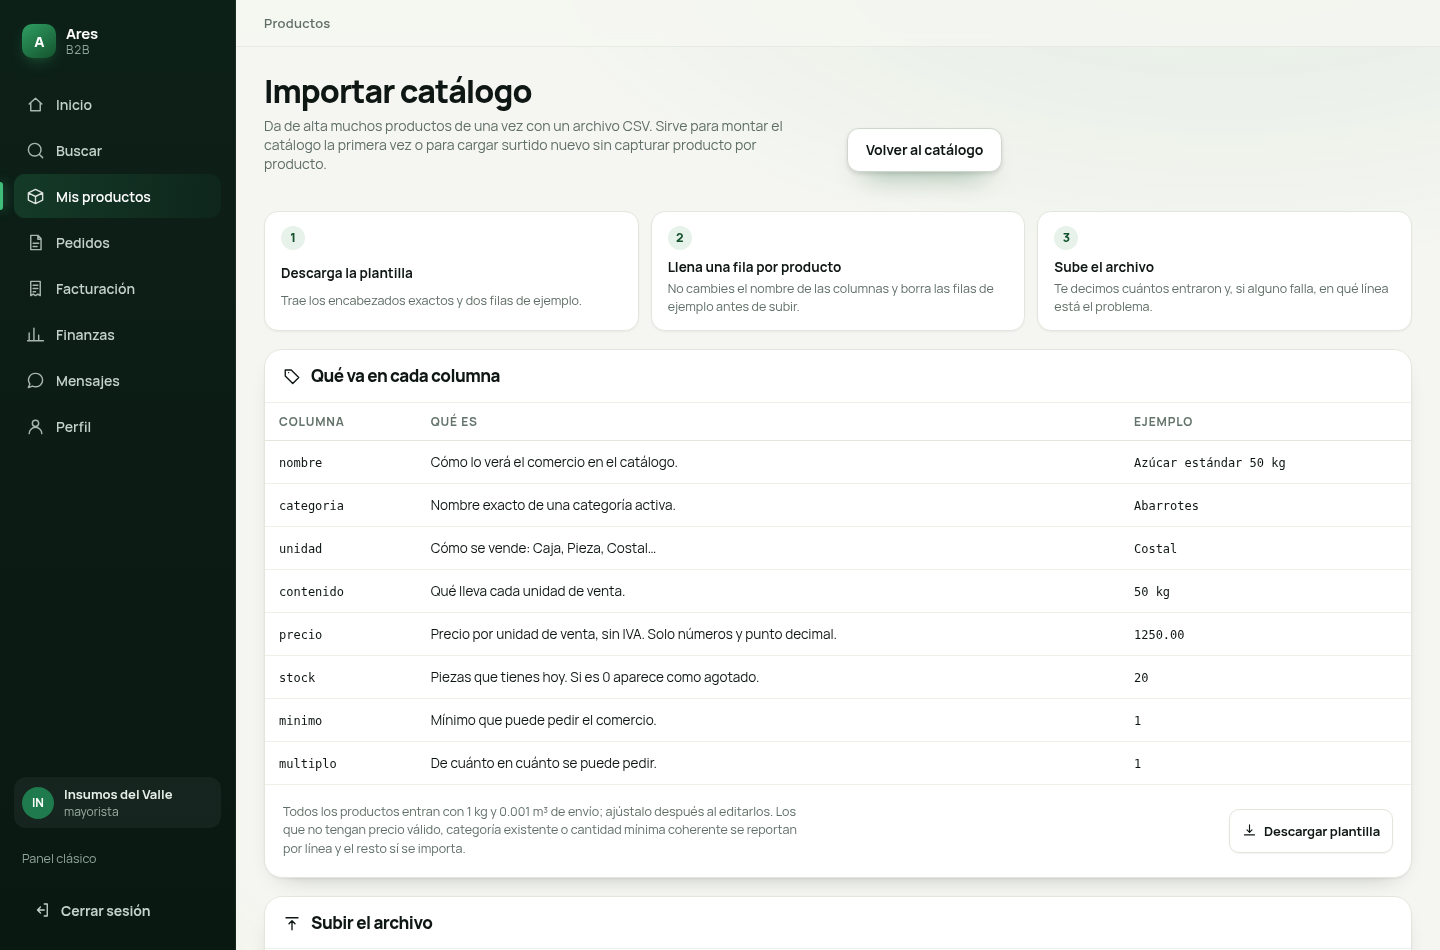 A
Ares
B2B
Inicio
Buscar
Mis productos
Pedidos
Facturación
Finanzas
Mensajes
Perfil
IN
Insumos del Valle
mayorista
Panel clásico
Cerrar sesión
Productos
Importar catálogo
Da de alta muchos productos de una vez con un archivo CSV. Sirve para montar el
catálogo la primera vez o para cargar surtido nuevo sin capturar producto por
producto.
Volver al catálogo
1
Descarga la plantilla
Trae los encabezados exactos y dos filas de ejemplo.
2
Llena una fila por producto
No cambies el nombre de las columnas y borra las filas de
ejemplo antes de subir.
3
Sube el archivo
Te decimos cuántos entraron y, si alguno falla, en qué línea
está el problema.
Qué va en cada columna
COLUMNA QUÉ ES EJEMPLO
nombre Cómo lo verá el comercio en el catálogo. Azúcar estándar 50 kg
categoria Nombre exacto de una categoría activa. Abarrotes
unidad Cómo se vende: Caja, Pieza, Costal… Costal
contenido Qué lleva cada unidad de venta. 50 kg
precio Precio por unidad de venta, sin IVA. Solo números y punto decimal. 1250.00
stock Piezas que tienes hoy. Si es 0 aparece como agotado. 20
minimo Mínimo que puede pedir el comercio. 1
multiplo De cuánto en cuánto se puede pedir. 1
Todos los productos entran con 1 kg y 0.001 m³ de envío; ajústalo después al editarlos. Los
que no tengan precio válido, categoría existente o cantidad mínima coherente se reportan
por línea y el resto sí se importa.
Descargar plantilla
Subir el archivo